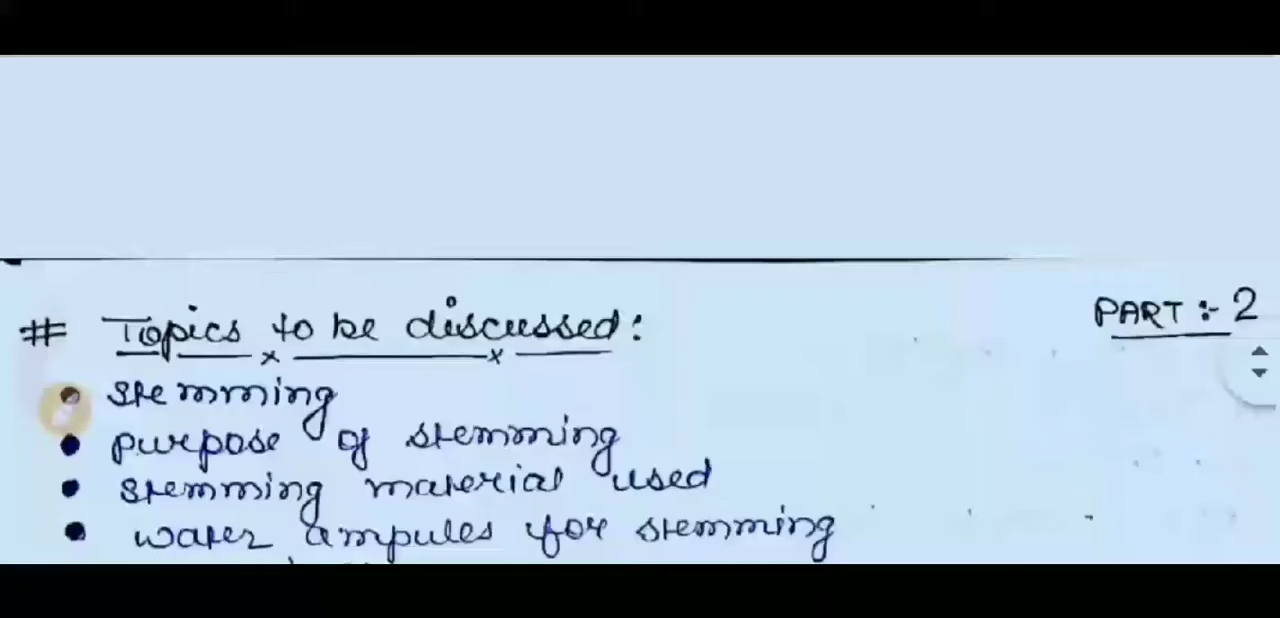 # Topics to be discussed:
PART :- 2
• stemming
• purpose of stemming
• stemming material used
• water ampules for stemming